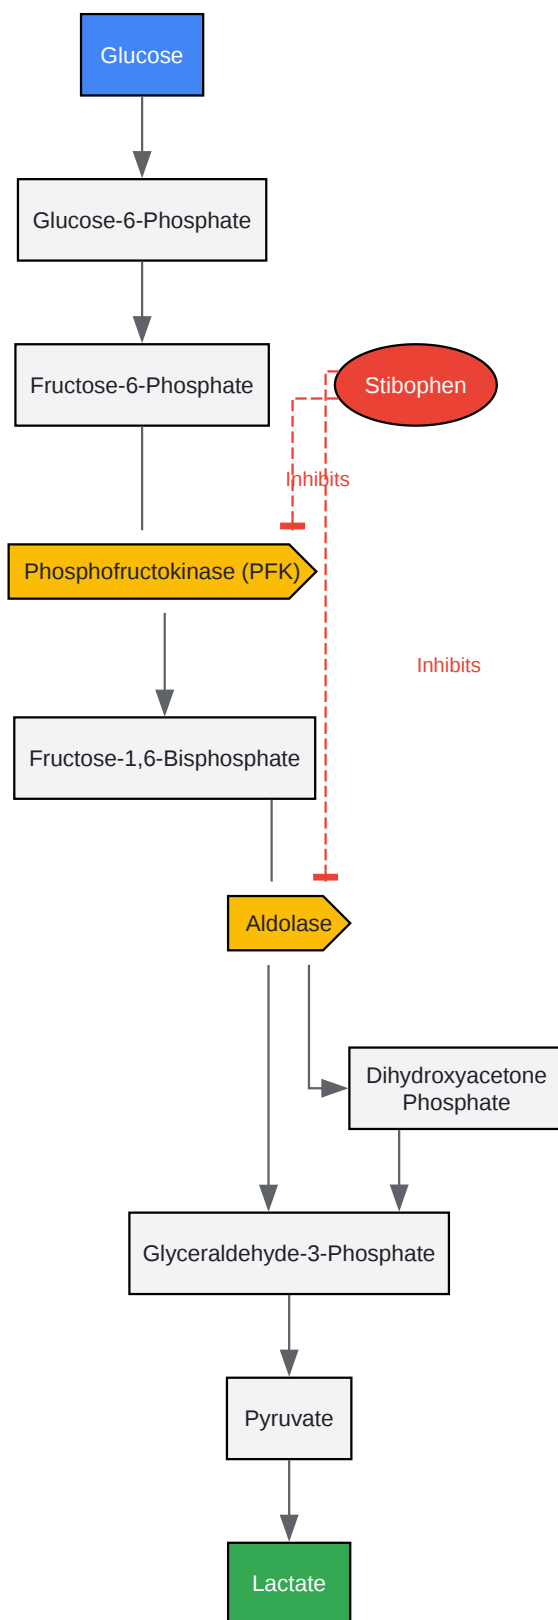 Glucose
Glucose-6-Phosphate
Fructose-6-Phosphate
Stibophen
Inhibits
Phosphofructokinase (PFK)
Inhibits
Fructose-1,6-Bisphosphate
Aldolase
Dihydroxyacetone
Phosphate
Glyceraldehyde-3-Phosphate
Pyruvate
Lactate